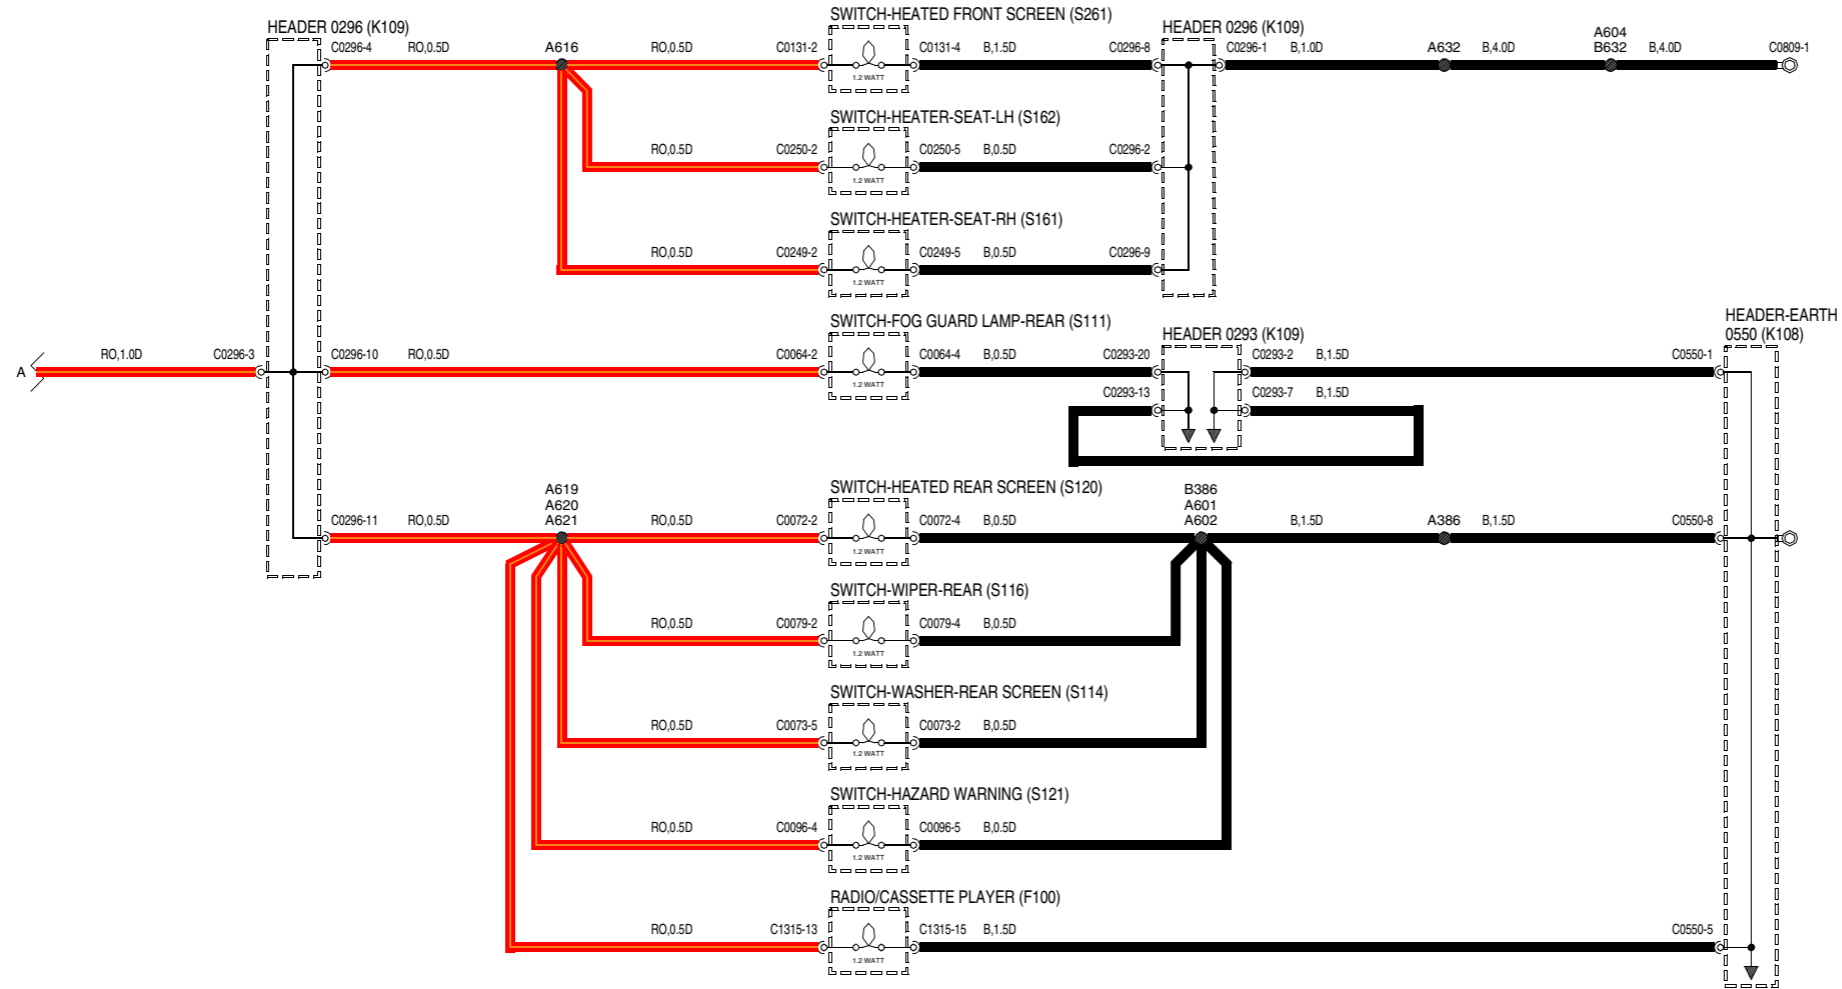 SWITCH-HEATED FRONT SCREEN (S261)
HEADER 0296 (K109)
HEADER 0296 (K109)
A604
C0296-4 RO,0.5D A616 RO,0.5D C0131-2 C0131-4 B,1.5D C0296-8 C0296-1 B,1.0D A632 B632 B,4.0D C0809-1
1.2 WATT
SWITCH-HEATER-SEAT-LH (S162)
RO,0.5D C0250-2 C0250-5 B,0.5D C0296-2
1.2 WATT
SWITCH-HEATER-SEAT-RH (S161)
RO,0.5D C0249-2 C0249-5 B,0.5D C0296-9
1.2 WATT
HEADER-EARTH
0550 (K108)
SWITCH-FOG GUARD LAMP-REAR (S111)
HEADER 0293 (K109)
A RO,1.0D C0296-3 C0296-10 RO,0.5D C0064-2 C0064-4 B,0.5D C0293-20 C0293-2 B,1.5D C0550-1
1.2 WATT
C0293-13 C0293-7 B,1.5D
SWITCH-HEATED REAR SCREEN (S120)
A619 B386
A620 A601
C0296-11 RO,0.5D A621 RO,0.5D C0072-2 C0072-4 B,0.5D A602 B,1.5D A386 B,1.5D C0550-8
1.2 WATT
SWITCH-WIPER-REAR (S116)
RO,0.5D C0079-2 C0079-4 B,0.5D
1.2 WATT
SWITCH-WASHER-REAR SCREEN (S114)
RO,0.5D C0073-5 C0073-2 B,0.5D
1.2 WATT
SWITCH-HAZARD WARNING (S121)
RO,0.5D C0096-4 C0096-5 B,0.5D
1.2 WATT
RADIO/CASSETTE PLAYER (F100)
RO,0.5D C1315-13 C1315-15 B,1.5D C0550-5
1.2 WATT